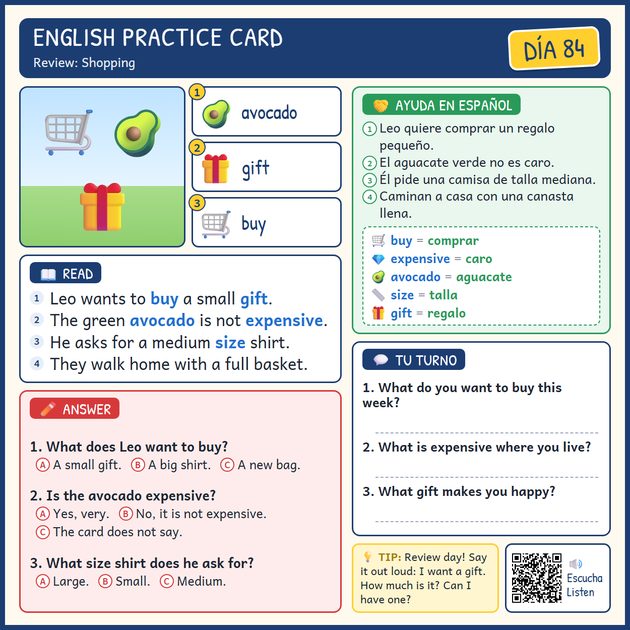 ENGLISH PRACTICE CARD
Review: Shopping
DÍA 84
1
avocado
2
gift
3
buy
READ
1 Leo wants to buy a small gift.
2 The green avocado is not expensive.
3 He asks for a medium size shirt.
4 They walk home with a full basket.
ANSWER
1. What does Leo want to buy?
A A small gift. B A big shirt. C A new bag.
2. Is the avocado expensive?
A Yes, very. B No, it is not expensive.
C The card does not say.
3. What size shirt does he ask for?
A Large. B Small. C Medium.
AYUDA EN ESPAÑOL
1 Leo quiere comprar un regalo
pequeño.
2 El aguacate verde no es caro.
3 Él pide una camisa de talla mediana.
4 Caminan a casa con una canasta
llena.
buy = comprar
expensive = caro
avocado = aguacate
size = talla
gift = regalo
TU TURNO
1. What do you want to buy this
week?
2. What is expensive where you live?
3. What gift makes you happy?
TIP: Review day! Say
it out loud: I want a gift.
How much is it? Can I
have one?
Escucha
Listen